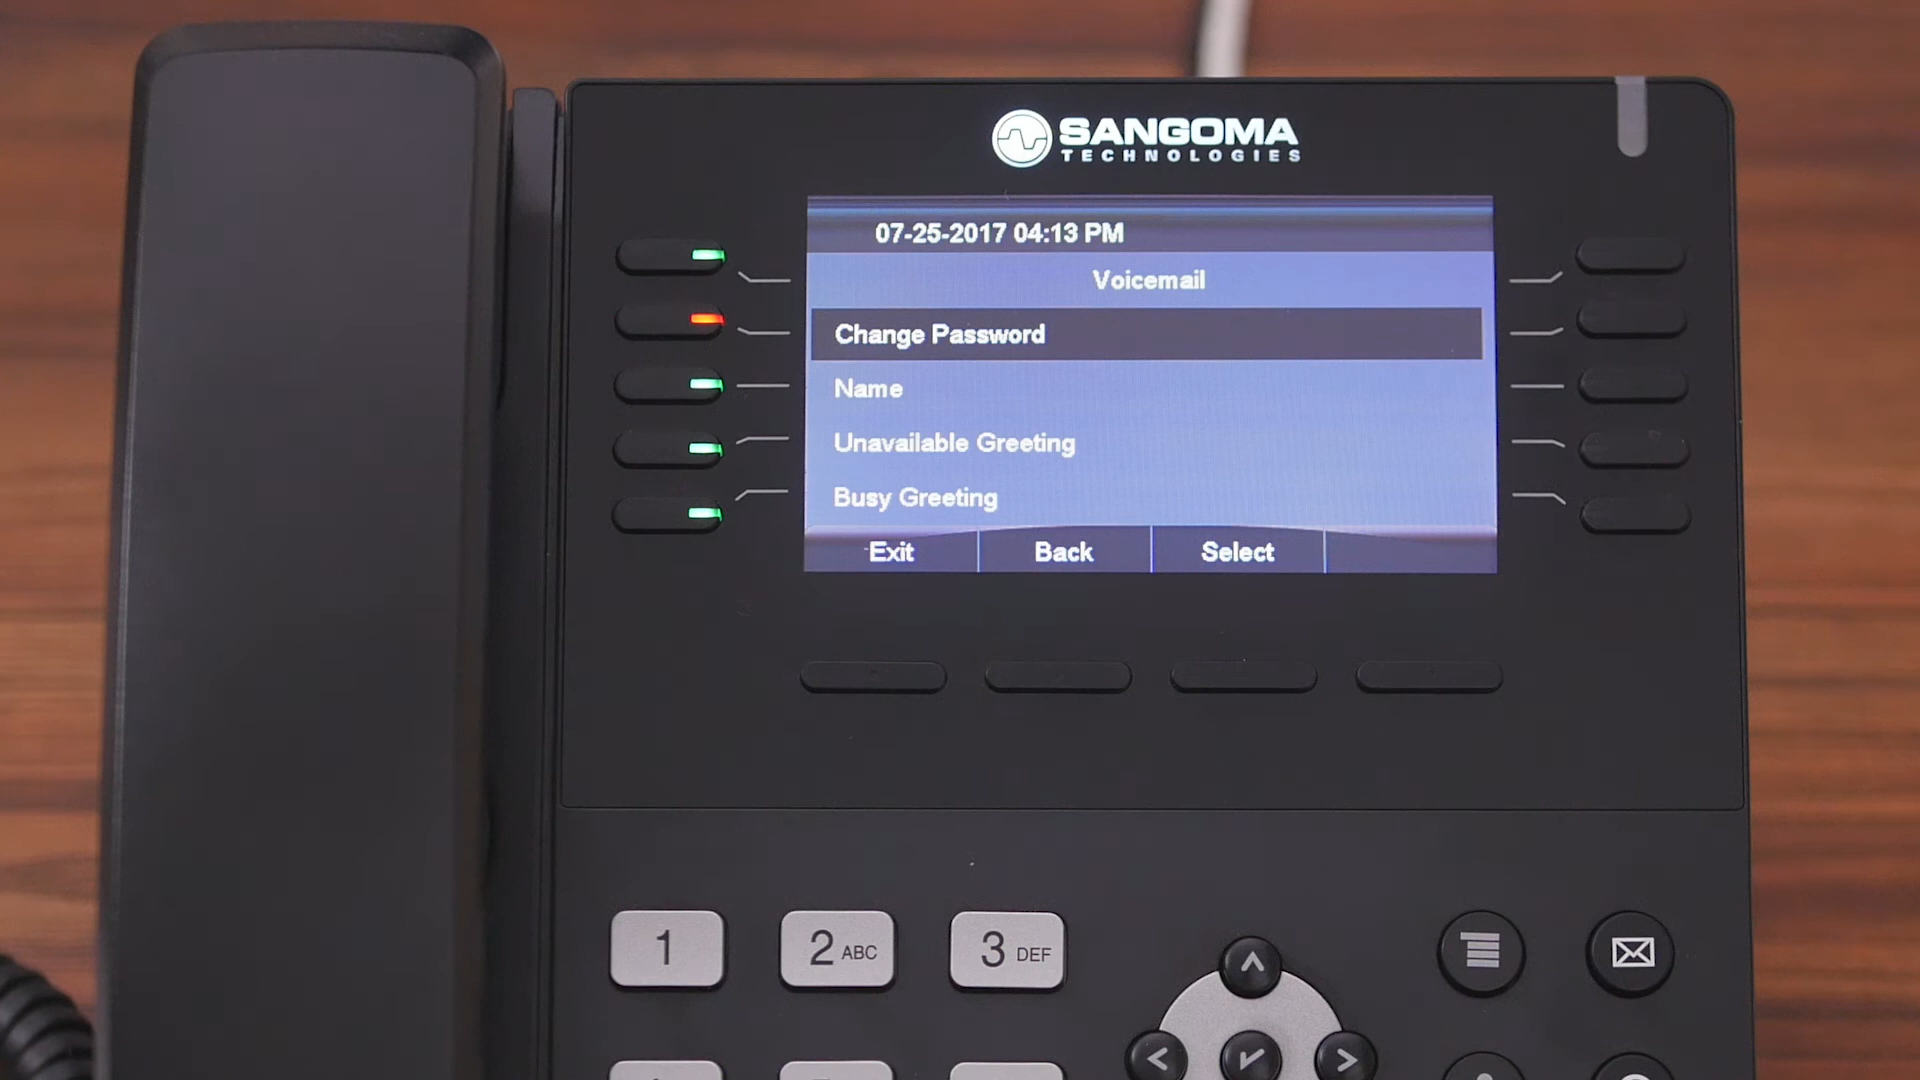 SANGOMA
TECHNOLOGIES
07-25-2017 04:13 PM
Voicemail
Change Password
Name
Unavailable Greeting
Busy Greeting
Exit Back Select
1 2 ABC 3 DEF